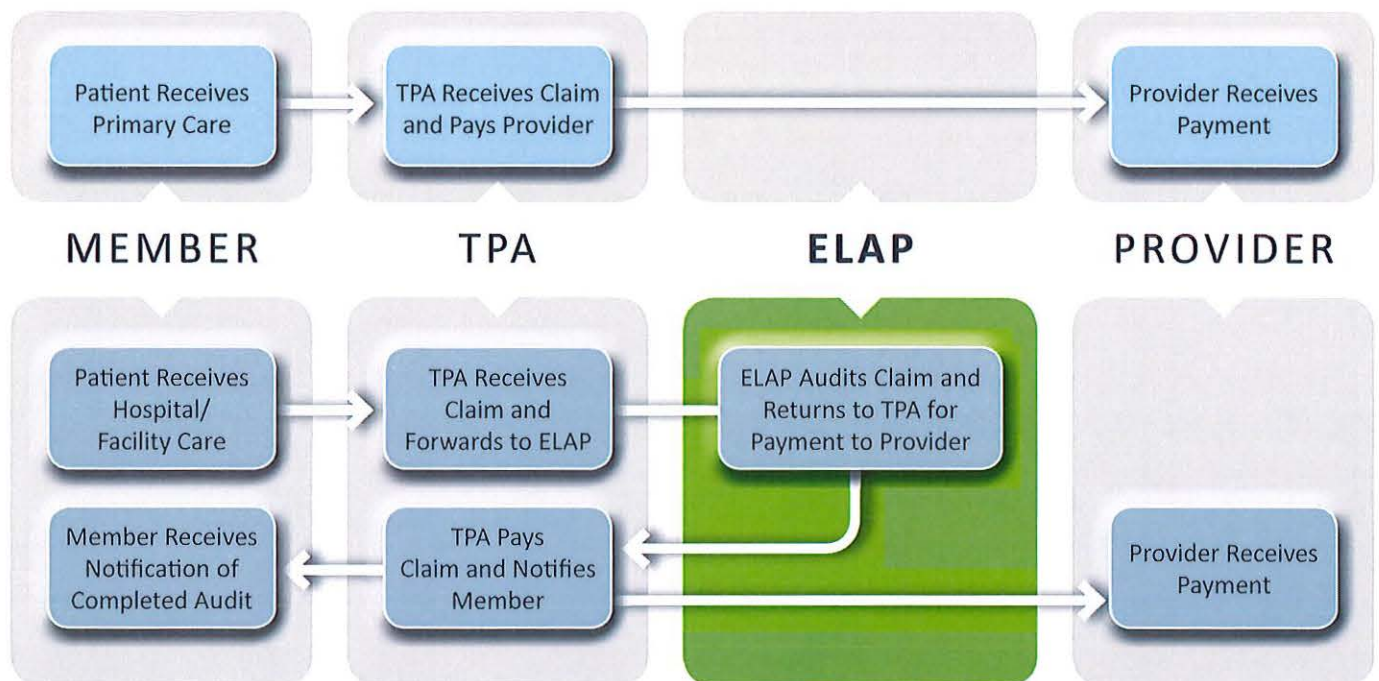 Patient Receives
Primary Care
TPA Receives Claim
and Pays Provider
Provider Receives
Payment
MEMBER
TPA
ELAP
PROVIDER
Patient Receives
Hospital/
Facility Care
TPA Receives
Claim and
Forwards to ELAP
ELAP Audits Claim and
Returns to TPA for
Payment to Provider
Member Receives
Notification of
Completed Audit
TPA Pays
Claim and Notifies
Member
Provider Receives
Payment